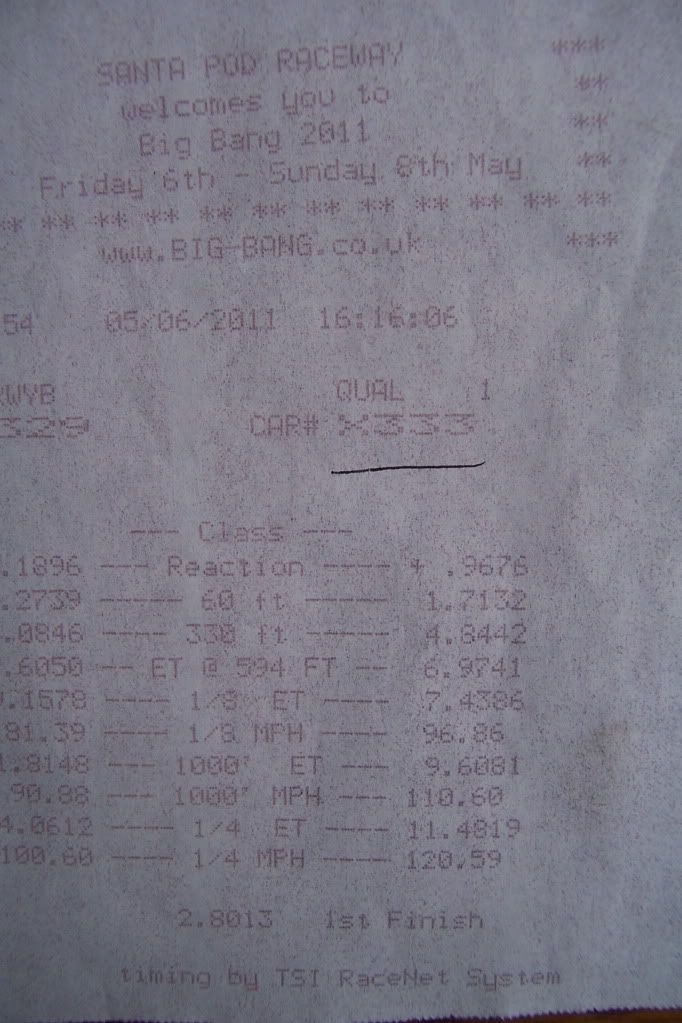 SANTA POD RACEWAY ***
welcomes you to **
Big Bang 2011 **
Friday 6th - Sunday 8th May **
** ** ** ** ** ** ** ** ** ** ** **
www.BIG-BANG.co.uk ***
54 05/06/2011 16:16:06
RWYB QUAL 1
329 CAR# X333
--- Class ---
.1896 --- Reaction ---- + .9676
.2739 ----- 60 ft ----- 1.7132
.0846 ---- 330 ft ----- 4.8442
.6050 -- ET @ 594 FT -- 6.9741
9.1578 ---- 1/8 ET ---- 7.4386
81.39 ---- 1/8 MPH ---- 96.86
1.8148 ---- 1000' ET --- 9.6081
90.88 --- 1000' MPH --- 110.60
4.0612 ---- 1/4 ET ---- 11.4819
100.60 ---- 1/4 MPH ---- 120.59
2.8013 1st Finish
timing by TSI RaceNet System